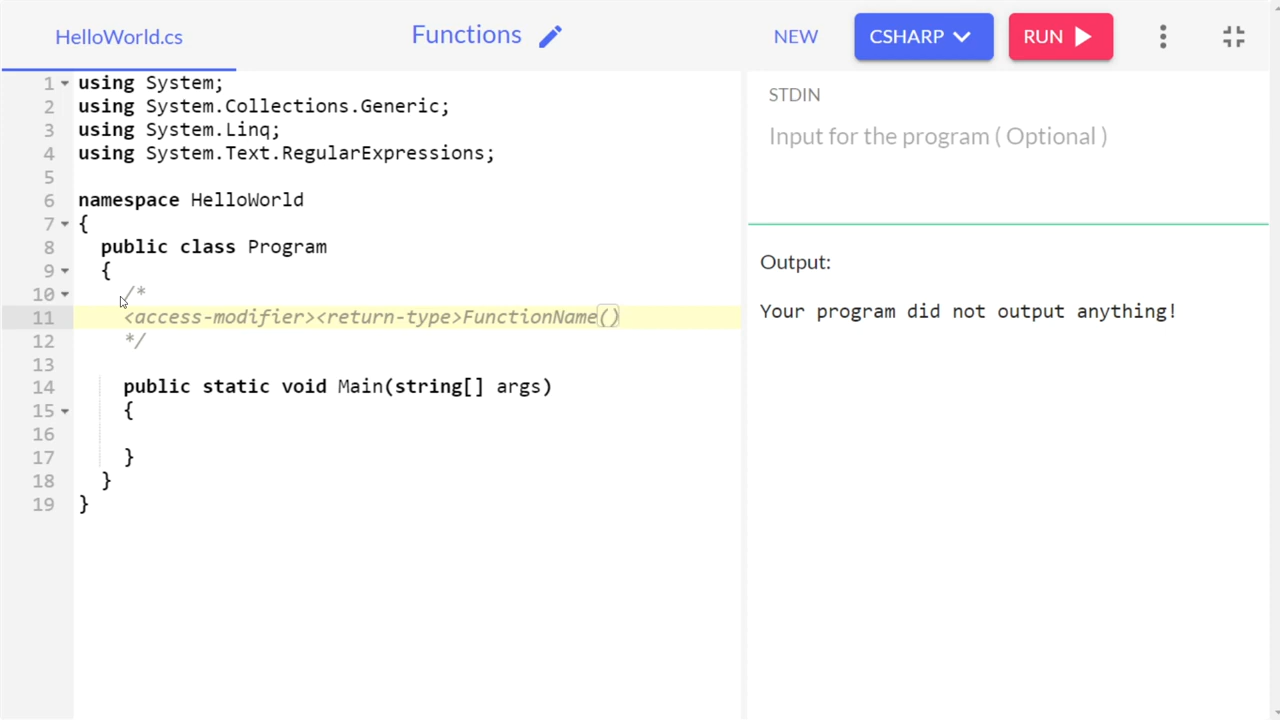 HelloWorld.cs
Functions
NEW
CSHARP
RUN
1 using System;
2 using System.Collections.Generic;
3 using System.Linq;
4 using System.Text.RegularExpressions;
5
6 namespace HelloWorld
7 {
8 public class Program
9 {
10 /*
11 <access-modifier><return-type>FunctionName()
12 */
13
14 public static void Main(string[] args)
15 {
16
17 }
18 }
19 }
STDIN
Input for the program ( Optional )
Output:
Your program did not output anything!